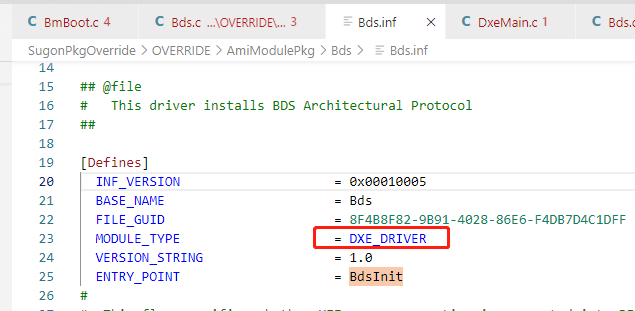 BmBoot.c 4
Bds.c ...\OVERRIDE\... 3
Bds.inf
DxeMain.c 1
Bds.c
SugonPkgOverride > OVERRIDE > AmiModulePkg > Bds > Bds.inf
14
15 ## @file
16 # This driver installs BDS Architectural Protocol
17 ##
18
19 [Defines]
20 INF_VERSION = 0x00010005
21 BASE_NAME = Bds
22 FILE_GUID = 8F4B8F82-9B91-4028-86E6-F4DB7D4C1DFF
23 MODULE_TYPE = DXE_DRIVER
24 VERSION_STRING = 1.0
25 ENTRY_POINT = BdsInit
26 #